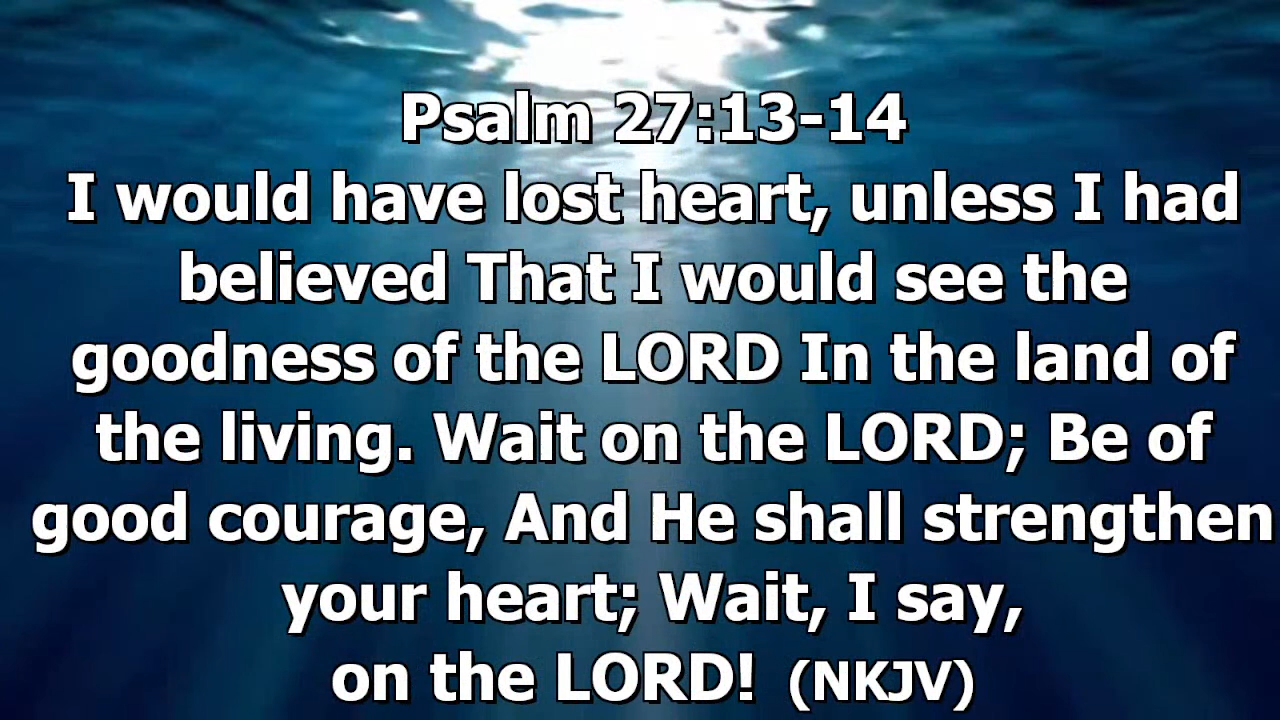 Psalm 27:13-14
I would have lost heart, unless I had
believed That I would see the
goodness of the LORD In the land of
the living. Wait on the LORD; Be of
good courage, And He shall strengthen
your heart; Wait, I say,
on the LORD! (NKJV)